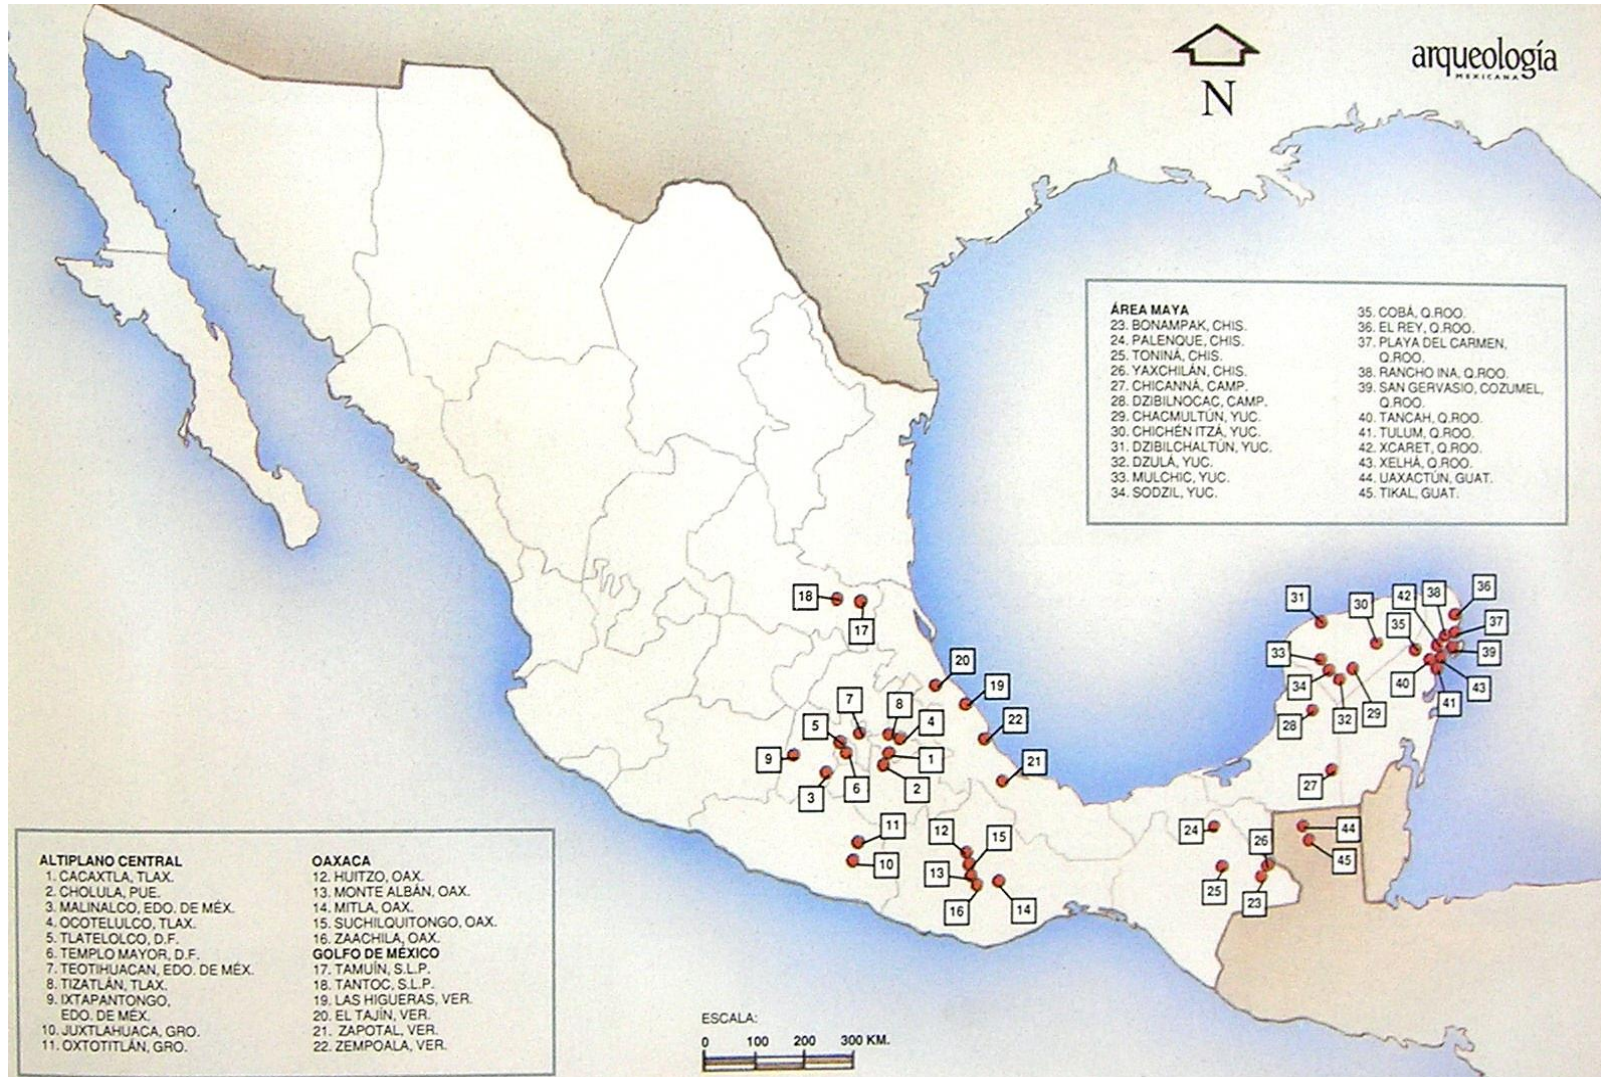 arqueología
MEXICANA
N
ÁREA MAYA
23. BONAMPAK, CHIS.
24. PALENQUE, CHIS.
25. TONINÁ, CHIS.
26. YAXCHILÁN, CHIS.
27. CHICANNÁ, CAMP.
28. DZIBILNOCAC, CAMP.
29. CHACMULTÚN, YUC.
30. CHICHÉN ITZÁ, YUC.
31. DZIBILCHALTÚN, YUC.
32. DZULÁ, YUC.
33. MULCHIC, YUC.
34. SODZIL, YUC.
35. COBÁ, Q.ROO.
36. EL REY, Q.ROO.
37. PLAYA DEL CARMEN,
Q.ROO.
38. RANCHO INA, Q.ROO.
39. SAN GERVASIO, COZUMEL,
Q.ROO.
40. TANCAH, Q.ROO.
41. TULUM, Q.ROO.
42. XCARET, Q.ROO.
43. XELHÁ, Q.ROO.
44. UAXACTÚN, GUAT.
45. TIKAL, GUAT.
18
17
20
19
22
21
7
8
4
5
9
1
3
6
2
11
10
12
15
13
16
14
31
30
42
38
36
35
37
33
39
34
40
43
41
28
32
29
27
24
44
26
45
25
23
ALTIPLANO CENTRAL
1. CACAXTLA, TLAX.
2. CHOLULA, PUE.
3. MALINALCO, EDO. DE MÉX.
4. OCOTELULCO, TLAX.
5. TLATELOLCO, D.F.
6. TEMPLO MAYOR, D.F.
7. TEOTIHUACAN, EDO. DE MÉX.
8. TIZATLÁN, TLAX.
9. IXTAPANTONGO,
EDO. DE MÉX.
10. JUXTLAHUACA, GRO.
11. OXTOTITLÁN, GRO.
OAXACA
12. HUITZO, OAX.
13. MONTE ALBÁN, OAX.
14. MITLA, OAX.
15. SUCHILQUITONGO, OAX.
16. ZAACHILA, OAX.
GOLFO DE MÉXICO
17. TAMUÍN, S.L.P.
18. TANTOC, S.L.P.
19. LAS HIGUERAS, VER.
20. EL TAJÍN, VER.
21. ZAPOTAL, VER.
22. ZEMPOALA, VER.
ESCALA:
0 100 200 300 KM.